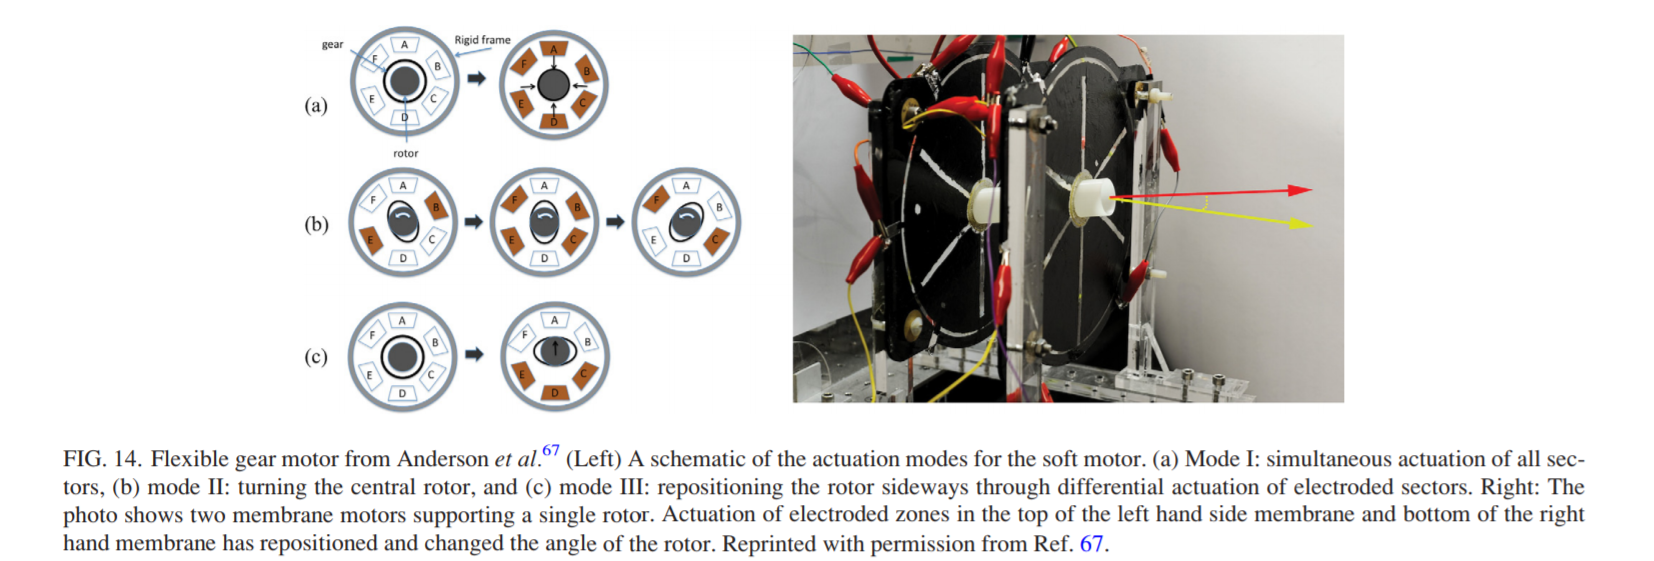 gear
Rigid frame
A
B
C
D
E
F
A
B
C
D
E
F
(a)
rotor
A
B
C
D
E
F
A
B
C
D
E
F
A
B
C
D
E
F
(b)
A
B
C
D
E
F
A
B
C
D
E
F
(c)
FIG. 14. Flexible gear motor from Anderson et al.67 (Left) A schematic of the actuation modes for the soft motor. (a) Mode I: simultaneous actuation of all sec-
tors, (b) mode II: turning the central rotor, and (c) mode III: repositioning the rotor sideways through differential actuation of electroded sectors. Right: The
photo shows two membrane motors supporting a single rotor. Actuation of electroded zones in the top of the left hand side membrane and bottom of the right
hand membrane has repositioned and changed the angle of the rotor. Reprinted with permission from Ref. 67.